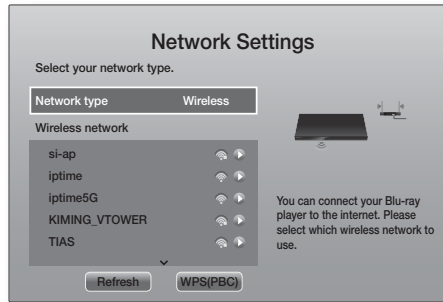 Network Settings
Select your network type.
Network type Wireless
Wireless network
si-ap
iptime
iptime5G
KIMING_VTOWER
TIAS
You can connect your Blu-ray
player to the internet. Please
select which wireless network to
use.
Refresh WPS(PBC)